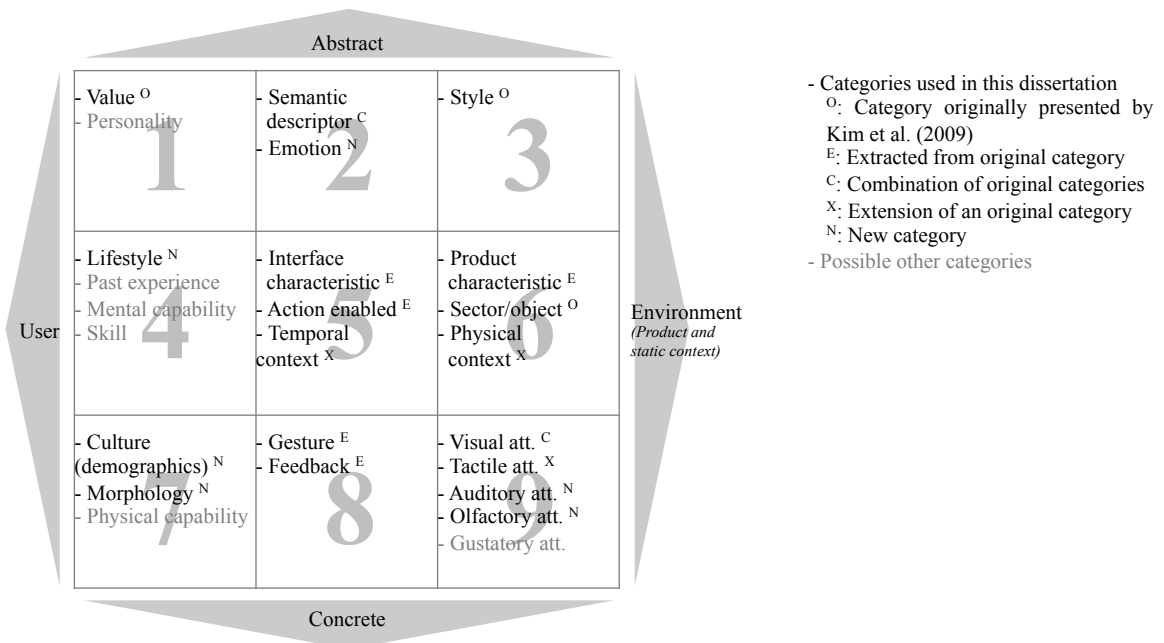 Abstract
- Value O
- Personality
1
- Semantic
descriptor C
- Emotion N
2
- Style O
3
- Lifestyle N
- Past experience
- Mental capability
- Skill
4
- Interface
characteristic E
- Action enabled E
- Temporal
context X
5
- Product
characteristic E
- Sector/object O
- Physical
context X
6
User
Environment
(Product and
static context)
- Culture
(demographics) N
- Morphology N
- Physical capability
7
- Gesture E
- Feedback E
8
- Visual att. C
- Tactile att. X
- Auditory att. N
- Olfactory att. N
- Gustatory att.
9
Concrete
- Categories used in this dissertation
O: Category originally presented by
Kim et al. (2009)
E: Extracted from original category
C: Combination of original categories
X: Extension of an original category
N: New category
- Possible other categories